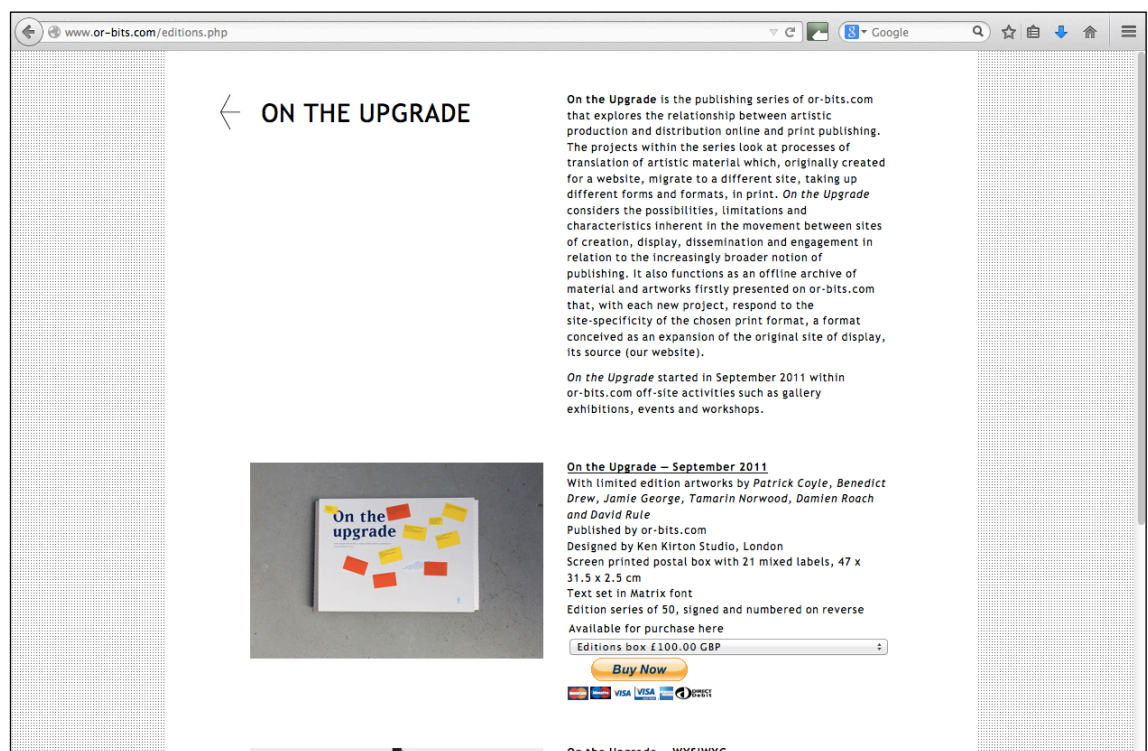 www.or-bits.com/editions.php
Google
ON THE UPGRADE
On the Upgrade is the publishing series of or-bits.com
that explores the relationship between artistic
production and distribution online and print publishing.
The projects within the series look at processes of
translation of artistic material which, originally created
for a website, migrate to a different site, taking up
different forms and formats, in print. On the Upgrade
considers the possibilities, limitations and
characteristics inherent in the movement between sites
of creation, display, dissemination and engagement in
relation to the increasingly broader notion of
publishing. It also functions as an offline archive of
material and artworks firstly presented on or-bits.com
that, with each new project, respond to the
site-specificity of the chosen print format, a format
conceived as an expansion of the original site of display,
its source (our website).
On the Upgrade started in September 2011 within
or-bits.com off-site activities such as gallery
exhibitions, events and workshops.
On the
upgrade
On the Upgrade — September 2011
With limited edition artworks by Patrick Coyle, Benedict
Drew, Jamie George, Tamarin Norwood, Damien Roach
and David Rule
Published by or-bits.com
Designed by Ken Kirton Studio, London
Screen printed postal box with 21 mixed labels, 47 x
31.5 x 2.5 cm
Text set in Matrix font
Edition series of 50, signed and numbered on reverse
Available for purchase here
Editions box £100.00 GBP
Buy Now
VISA VISA DIRECT Debit
On the Upgrade — WYSIWYG